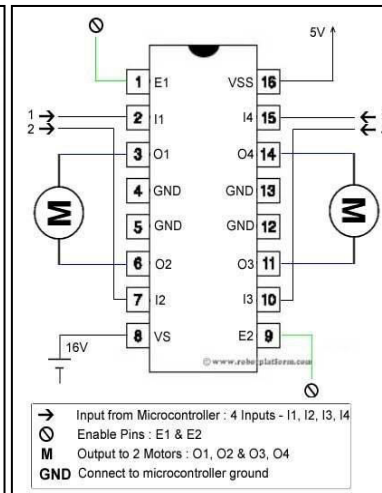 5V
1 E1 VSS 16
1
2 I1 I4 15
2
3 O1 O4 14
M
4 GND GND 13
M
5 GND GND 12
6 O2 O3 11
7 I2 I3 10
8 VS E2 9
16V
© www.robotplatform.com
Input from Microcontroller : 4 Inputs - I1, I2, I3, I4
Enable Pins : E1 & E2
M Output to 2 Motors : O1, O2 & O3, O4
GND Connect to microcontroller ground